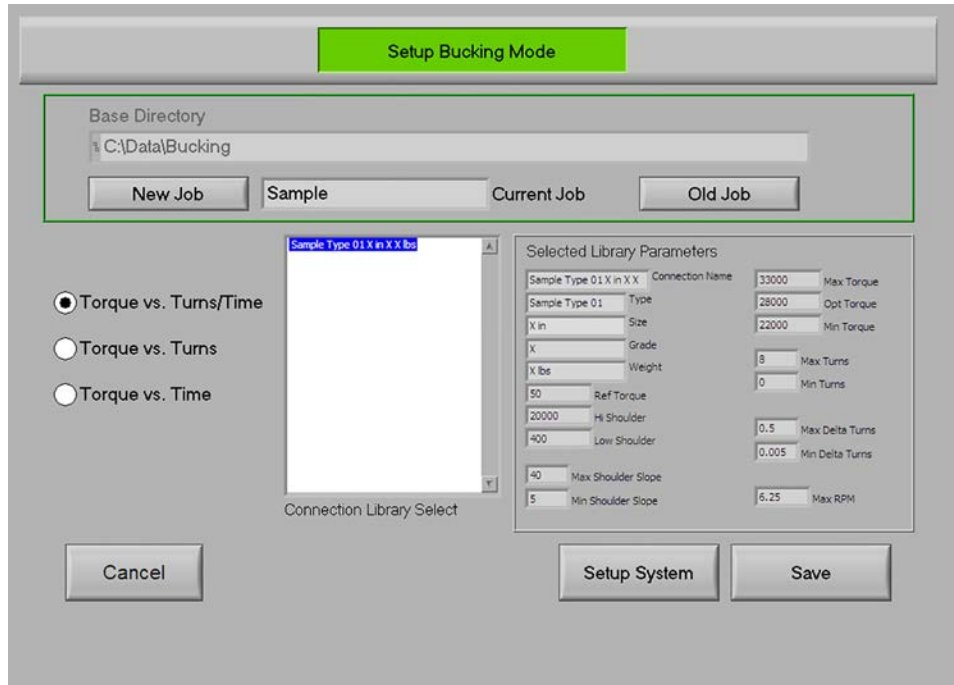 Setup Bucking Mode
Base Directory
C:\Data\Bucking
New Job
Sample
Current Job
Old Job
Torque vs. Turns/Time
Torque vs. Turns
Torque vs. Time
Sample Type 01 X in X X lbs
Connection Library Select
Selected Library Parameters
Sample Type 01 X in X X Connection Name
Sample Type 01 Type
X in Size
X Grade
X lbs Weight
50 Ref Torque
20000 Hi Shoulder
400 Low Shoulder
40 Max Shoulder Slope
5 Min Shoulder Slope
33000 Max Torque
28000 Opt Torque
22000 Min Torque
8 Max Turns
0 Min Turns
0.5 Max Delta Turns
0.005 Min Delta Turns
6.25 Max RPM
Cancel
Setup System
Save